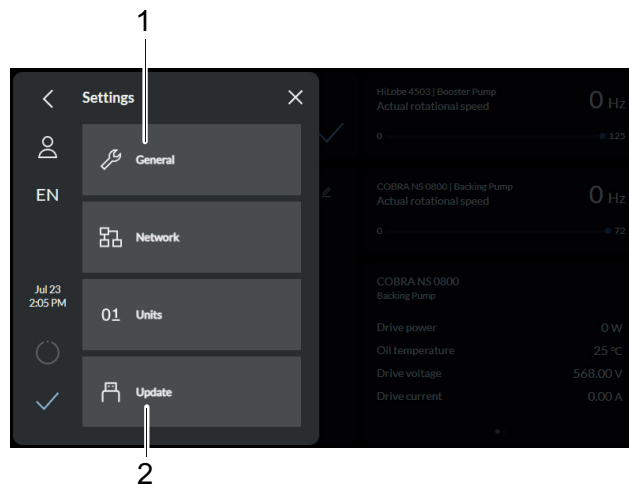 1
Settings
General
EN
Network
Jul 23
2:05 PM
01 Units
Update
2
HiLobe 4503 | Booster Pump
Actual rotational speed
0 Hz
0
125
COBRA NS 0800 | Backing Pump
Actual rotational speed
0 Hz
0
72
COBRA NS 0800
Backing Pump
Drive power 0 W
Oil temperature 25 °C
Drive voltage 568.00 V
Drive current 0.00 A